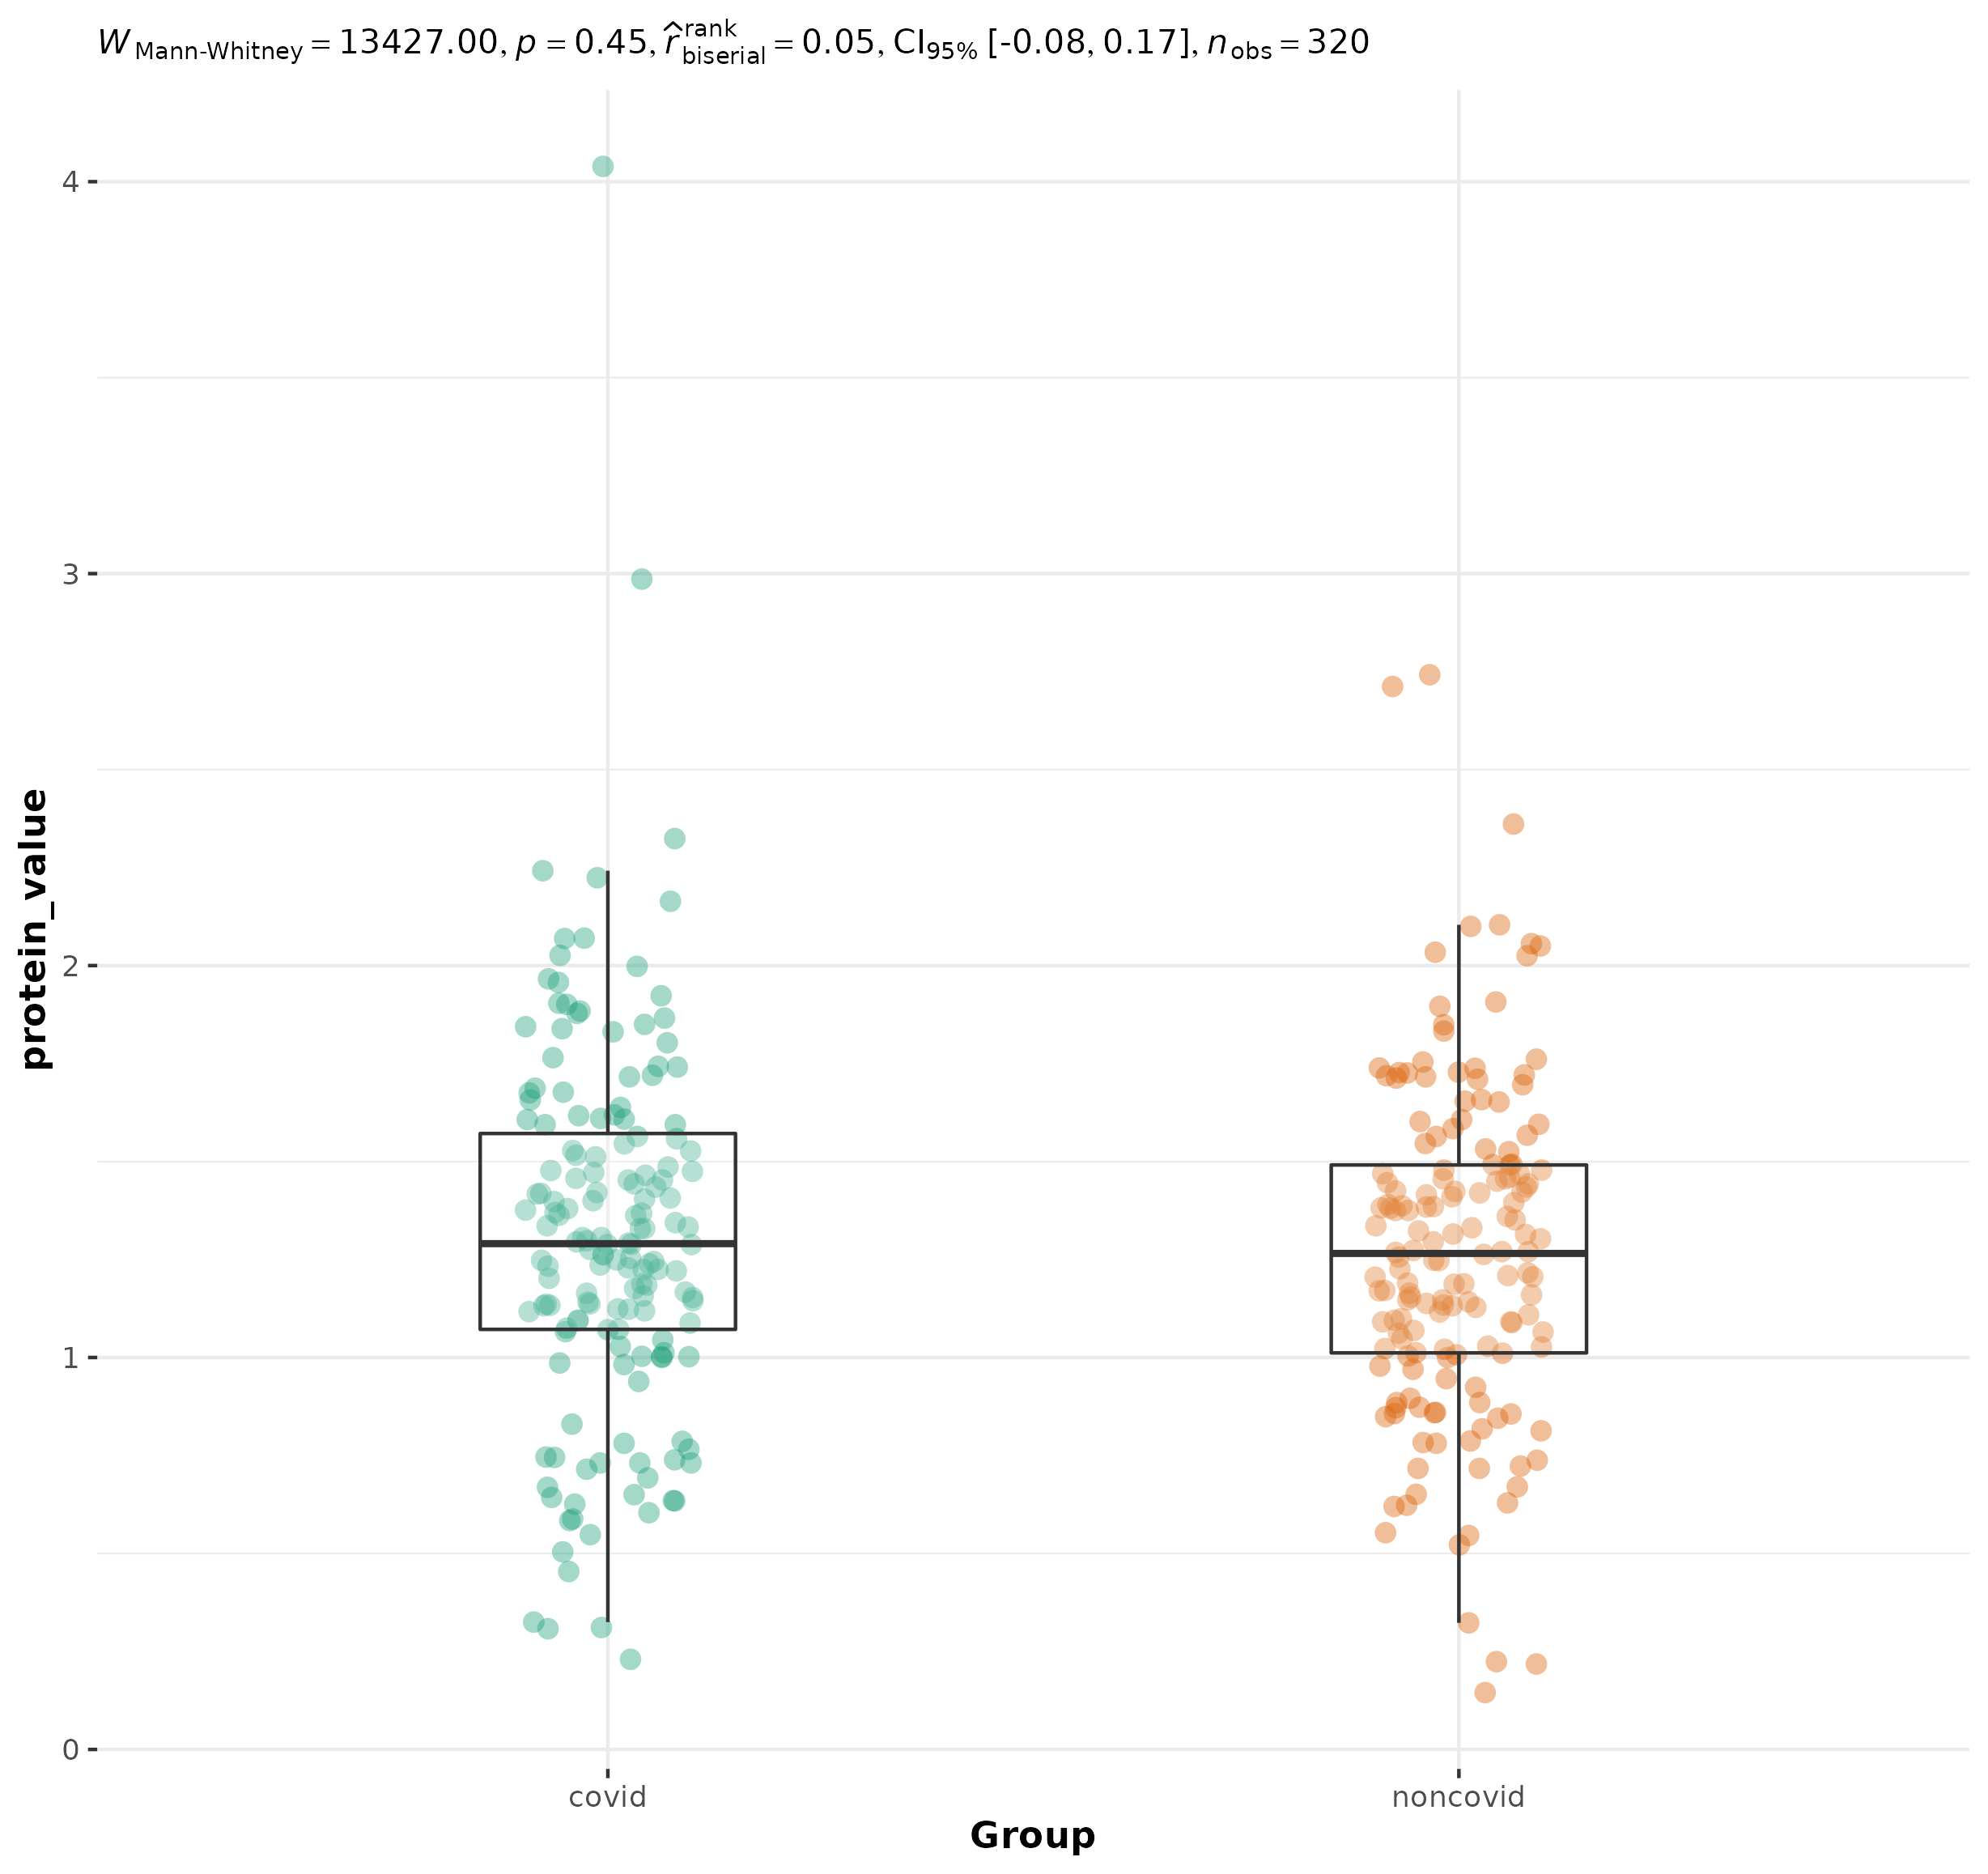 W Mann-Whitney = 13427.00, p = 0.45, r̂ rank biserial = 0.05, CI95% [-0.08, 0.17], n obs = 320
4
3
2
1
0
protein_value
covid noncovid
Group